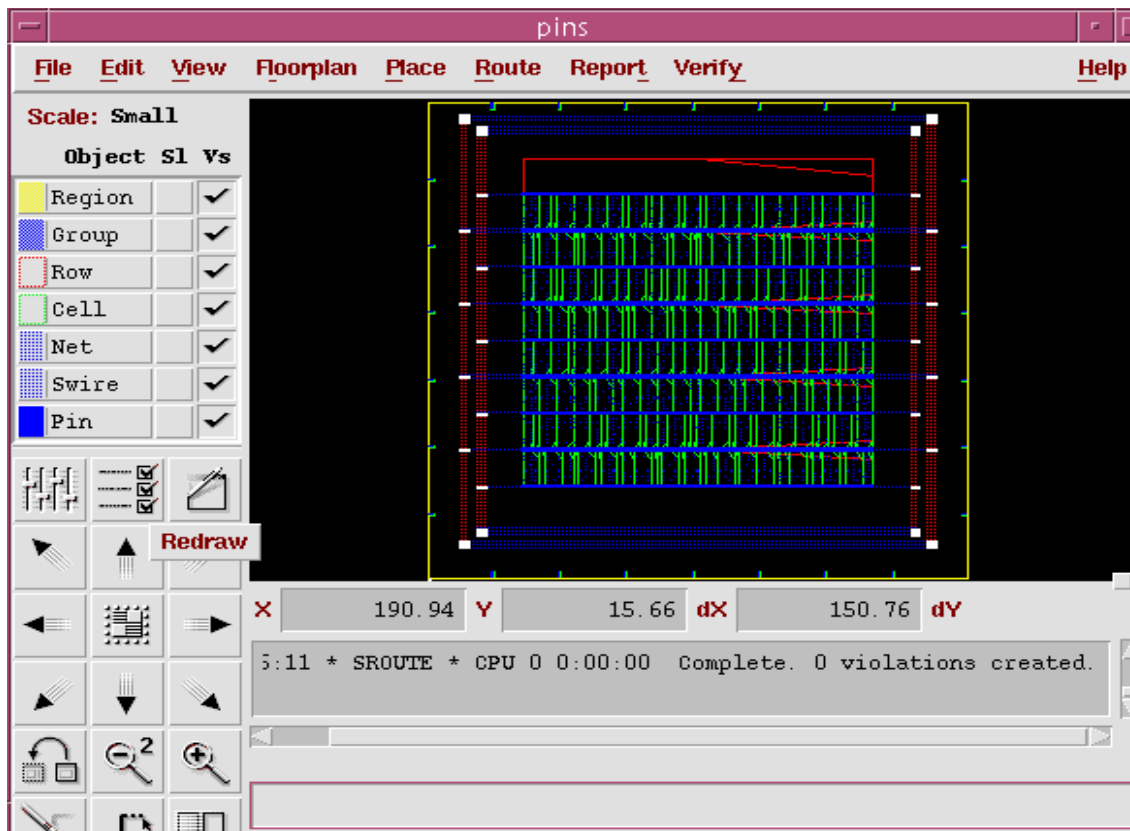 pins
File Edit View Floorplan Place Route Report Verify Help
Scale: Small
Object Sl Vs
Region
Group
Row
Cell
Net
Swire
Pin
Redraw
X 190.94 Y 15.66 dX 150.76 dY
5:11 * SROUTE * CPU 0 0:00:00 Complete. 0 violations created.
2